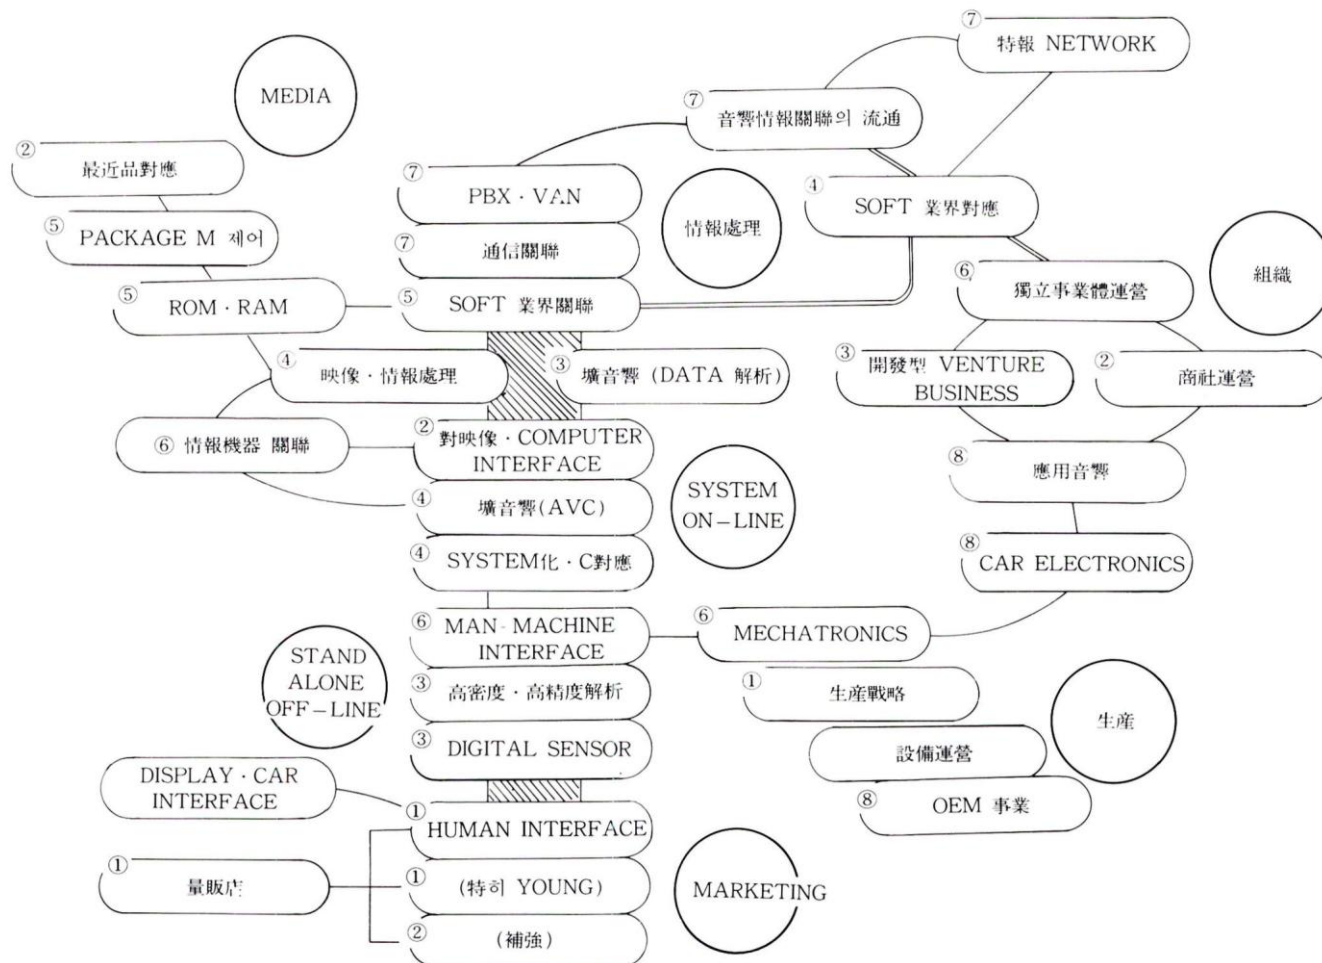 ⑦ 特報 NETWORK
MEDIA
⑦ 音響情報關聯의 流通
② 最近品對應
⑦ PBX·VAN
情報處理
④ SOFT 業界對應
⑤ PACKAGE M 제어
⑦ 通信關聯
組織
⑥ 獨立事業體運營
⑤ ROM·RAM
⑤ SOFT 業界關聯
④ 映像·情報處理
③ 壙音響 (DATA 解析)
③ 開發型 VENTURE
BUSINESS
② 商社運營
⑥ 情報機器 關聯
② 對映像·COMPUTER
INTERFACE
⑧ 應用音響
④ 壙音響(AVC)
SYSTEM
ON-LINE
④ SYSTEM化·C對應
⑧ CAR ELECTRONICS
⑥ MAN-MACHINE
INTERFACE
⑥ MECHATRONICS
STAND
ALONE
OFF-LINE
③ 高密度·高精度解析
① 生産戰略
生産
③ DIGITAL SENSOR
設備運營
DISPLAY·CAR
INTERFACE
⑧ OEM 事業
① HUMAN INTERFACE
① 量販店
① (特히 YOUNG)
MARKETING
② (補强)